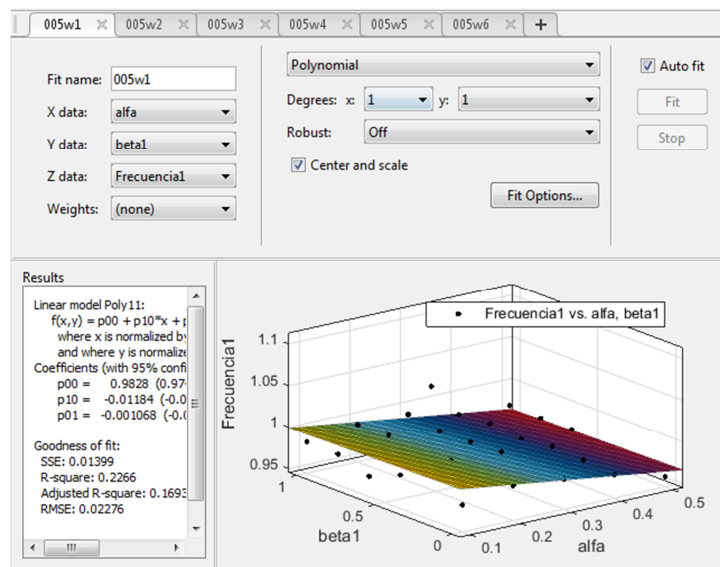 005w1 005w2 005w3 005w4 005w5 005w6
Fit name: 005w1
X data: alfa
Y data: beta1
Z data: Frecuencia1
Weights: (none)
Polynomial
Degrees: x: 1 y: 1
Robust: Off
Center and scale
Fit Options...
Auto fit
Fit
Stop
Results
Linear model Poly11:
f(x,y) = p00 + p10*x + p
where x is normalized by
and where y is normalize
Coefficients (with 95% confi
p00 = 0.9828 (0.97
p10 = -0.01184 (-0.0
p01 = -0.001068 (-0.0
Goodness of fit:
SSE: 0.01399
R-square: 0.2266
Adjusted R-square: 0.1693
RMSE: 0.02276
Frecuencia1 vs. alfa, beta1
Frecuencia1
1.1
1.05
1
0.95
1
0.5
0
beta1
0.1
0.2
0.3
0.4
0.5
alfa